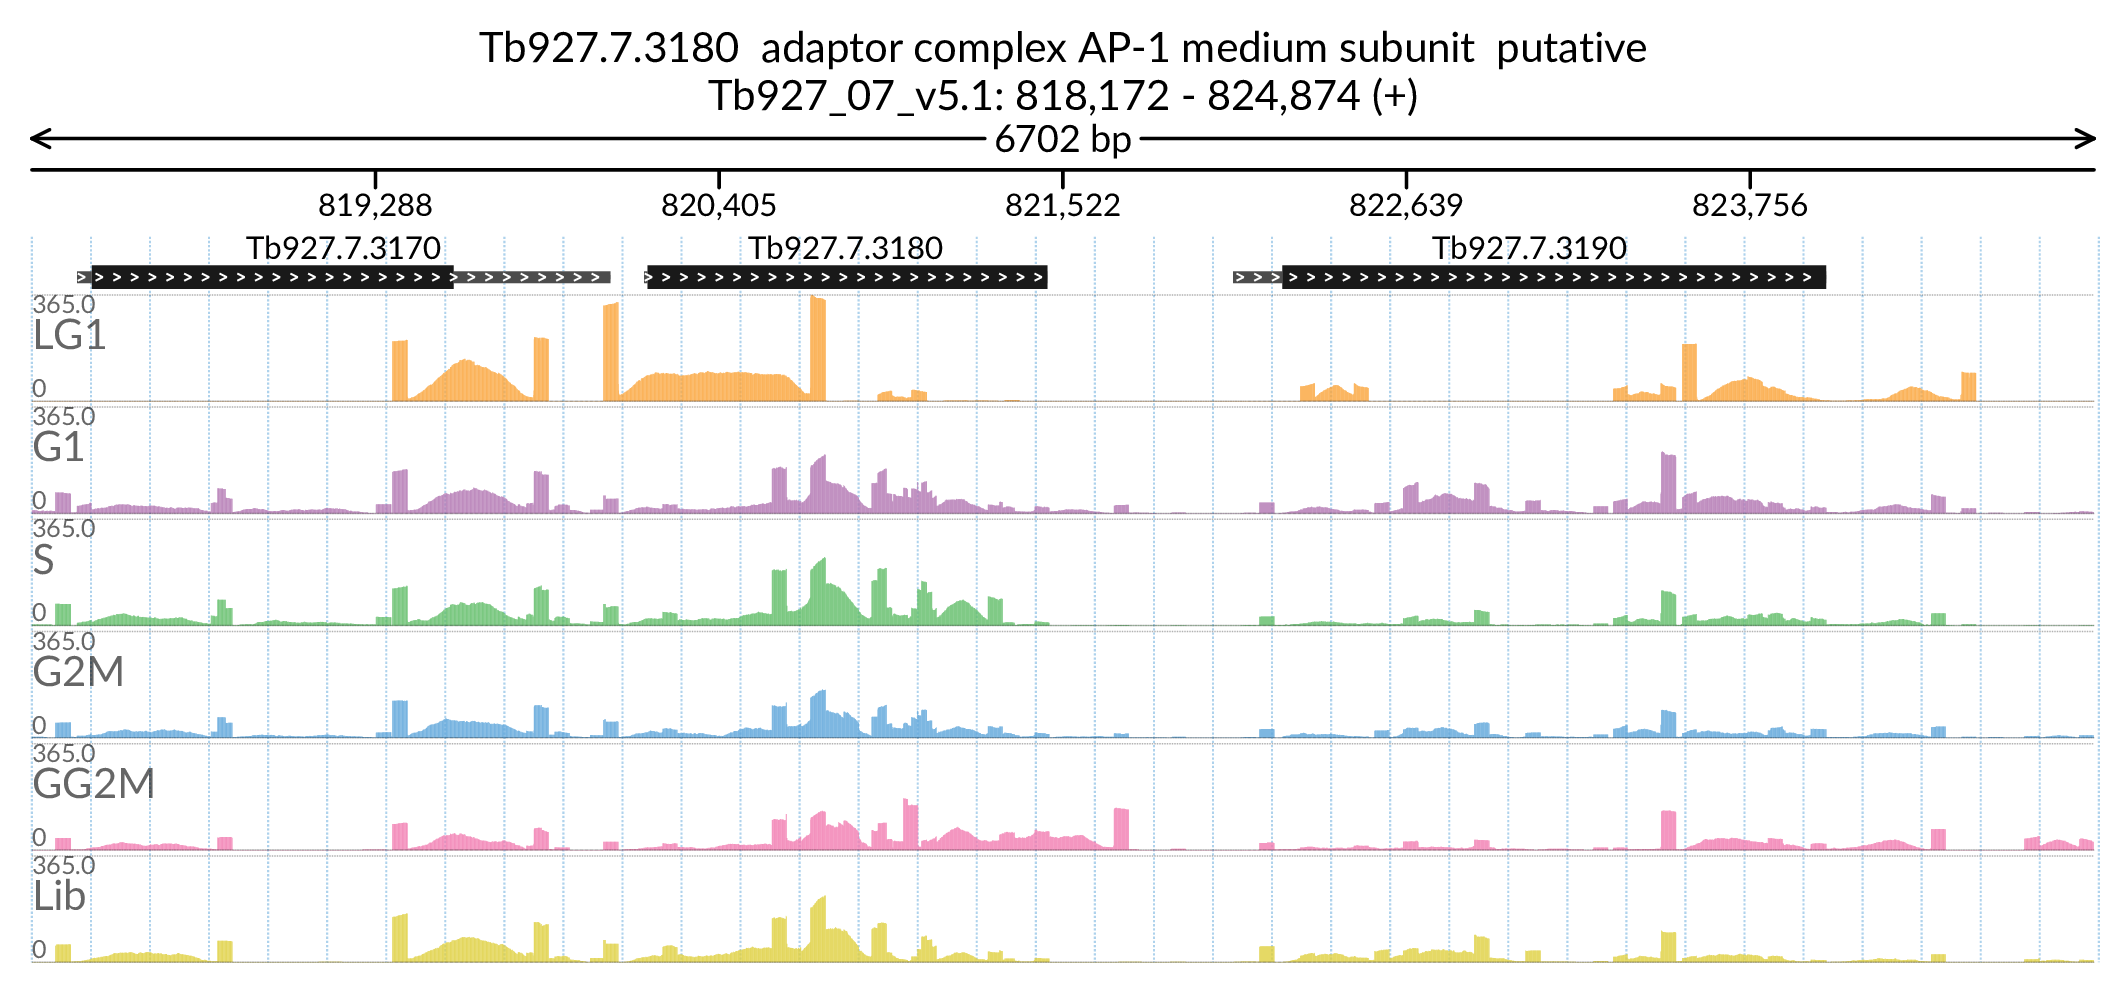 Tb927.7.3180 adaptor complex AP-1 medium subunit putative
Tb927_07_v5.1: 818,172 - 824,874 (+)
6702 bp
819,288 820,405 821,522 822,639 823,756
Tb927.7.3170 Tb927.7.3180 Tb927.7.3190
365.0
LG1
0
365.0
G1
0
365.0
S
0
365.0
G2M
0
365.0
GG2M
0
365.0
Lib
0